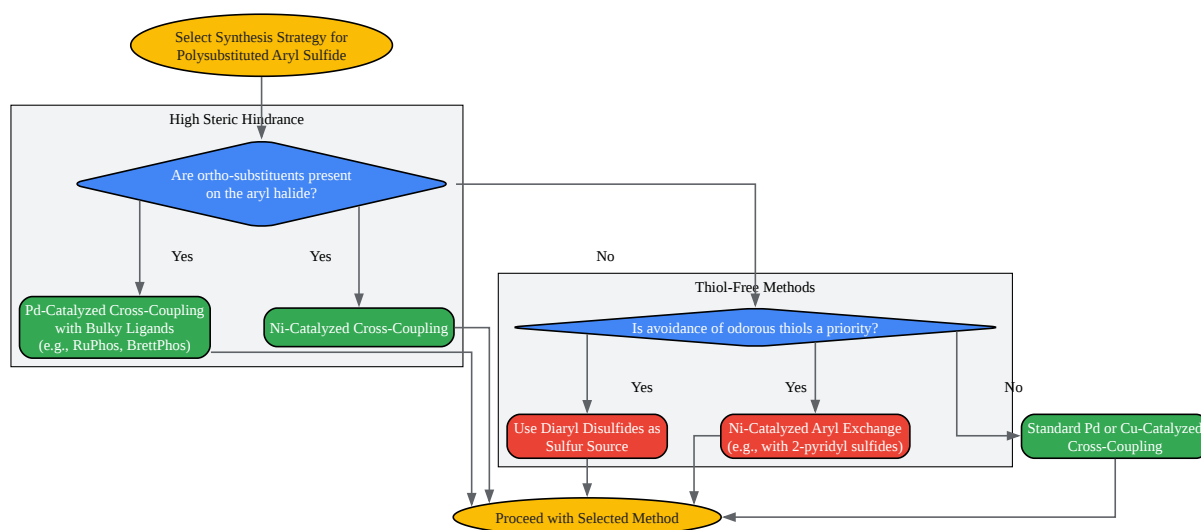 Select Synthesis Strategy for
Polysubstituted Aryl Sulfide
High Steric Hindrance
Are ortho-substituents present
on the aryl halide?
Yes
Yes
No
Pd-Catalyzed Cross-Coupling
with Bulky Ligands
(e.g., RuPhos, BrettPhos)
Ni-Catalyzed Cross-Coupling
Thiol-Free Methods
Is avoidance of odorous thiols a priority?
Yes
Yes
No
Use Diaryl Disulfides as
Sulfur Source
Ni-Catalyzed Aryl Exchange
(e.g., with 2-pyridyl sulfides)
Standard Pd or Cu-Catalyzed
Cross-Coupling
Proceed with Selected Method